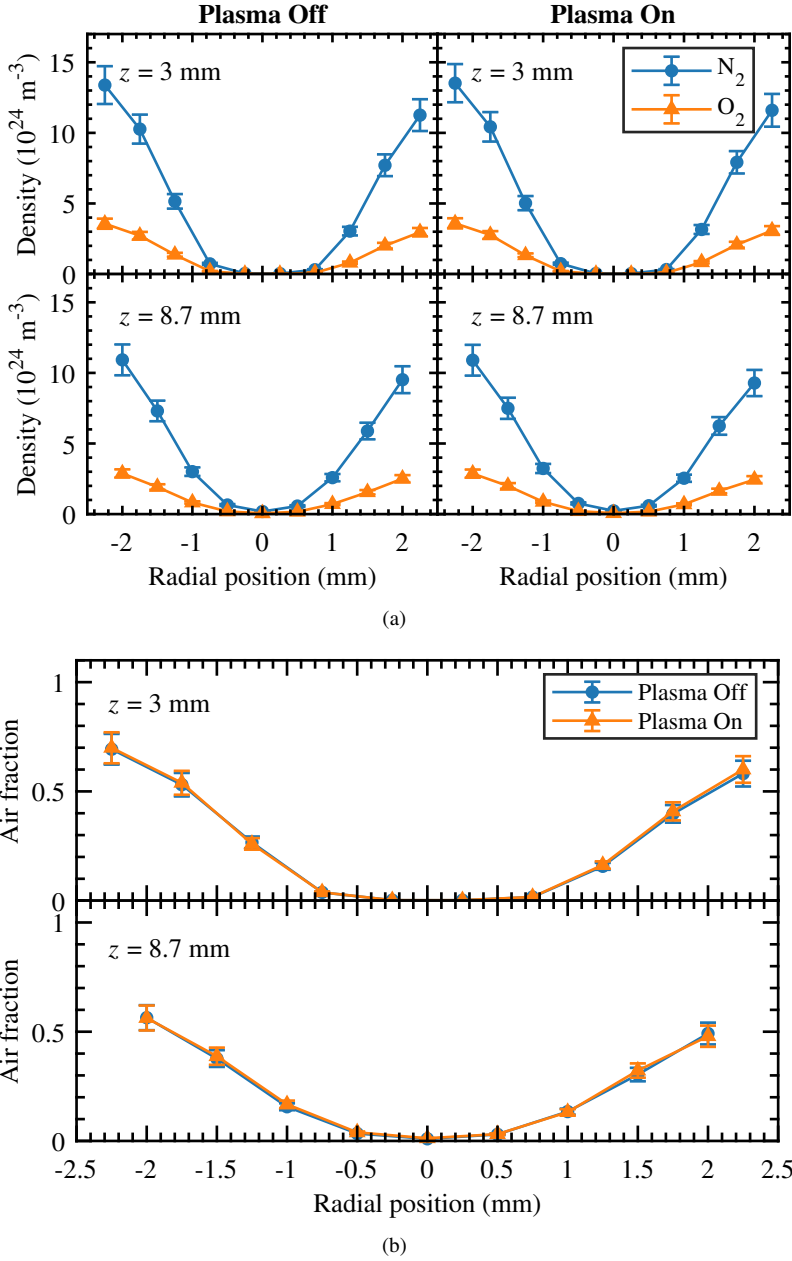 Plasma Off
Plasma On
Density (10^24 m^-3)
15
10
5
0
z = 3 mm
z = 3 mm
N_2
O_2
Density (10^24 m^-3)
15
10
5
0
z = 8.7 mm
z = 8.7 mm
-2 -1 0 1 2
-2 -1 0 1 2
Radial position (mm)
Radial position (mm)
(a)
Air fraction
1
0.5
0
z = 3 mm
Plasma Off
Plasma On
Air fraction
1
0.5
0
z = 8.7 mm
-2.5 -2 -1.5 -1 -0.5 0 0.5 1 1.5 2 2.5
Radial position (mm)
(b)